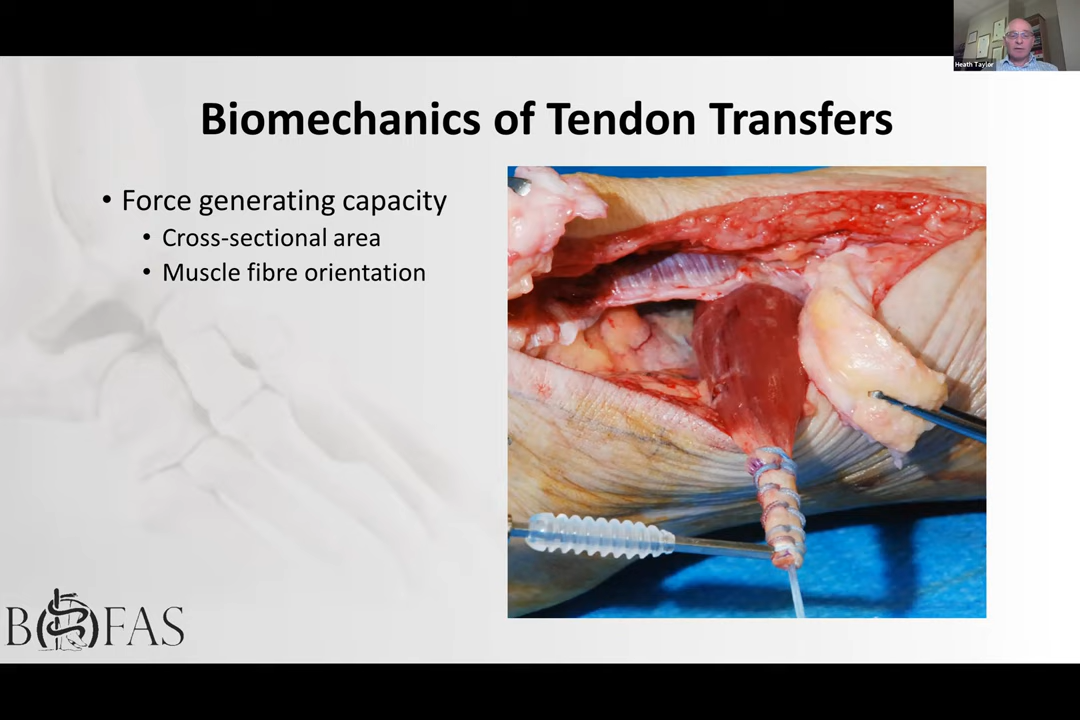 Heath Taylor
Biomechanics of Tendon Transfers
• Force generating capacity
• Cross-sectional area
• Muscle fibre orientation
BOFAS